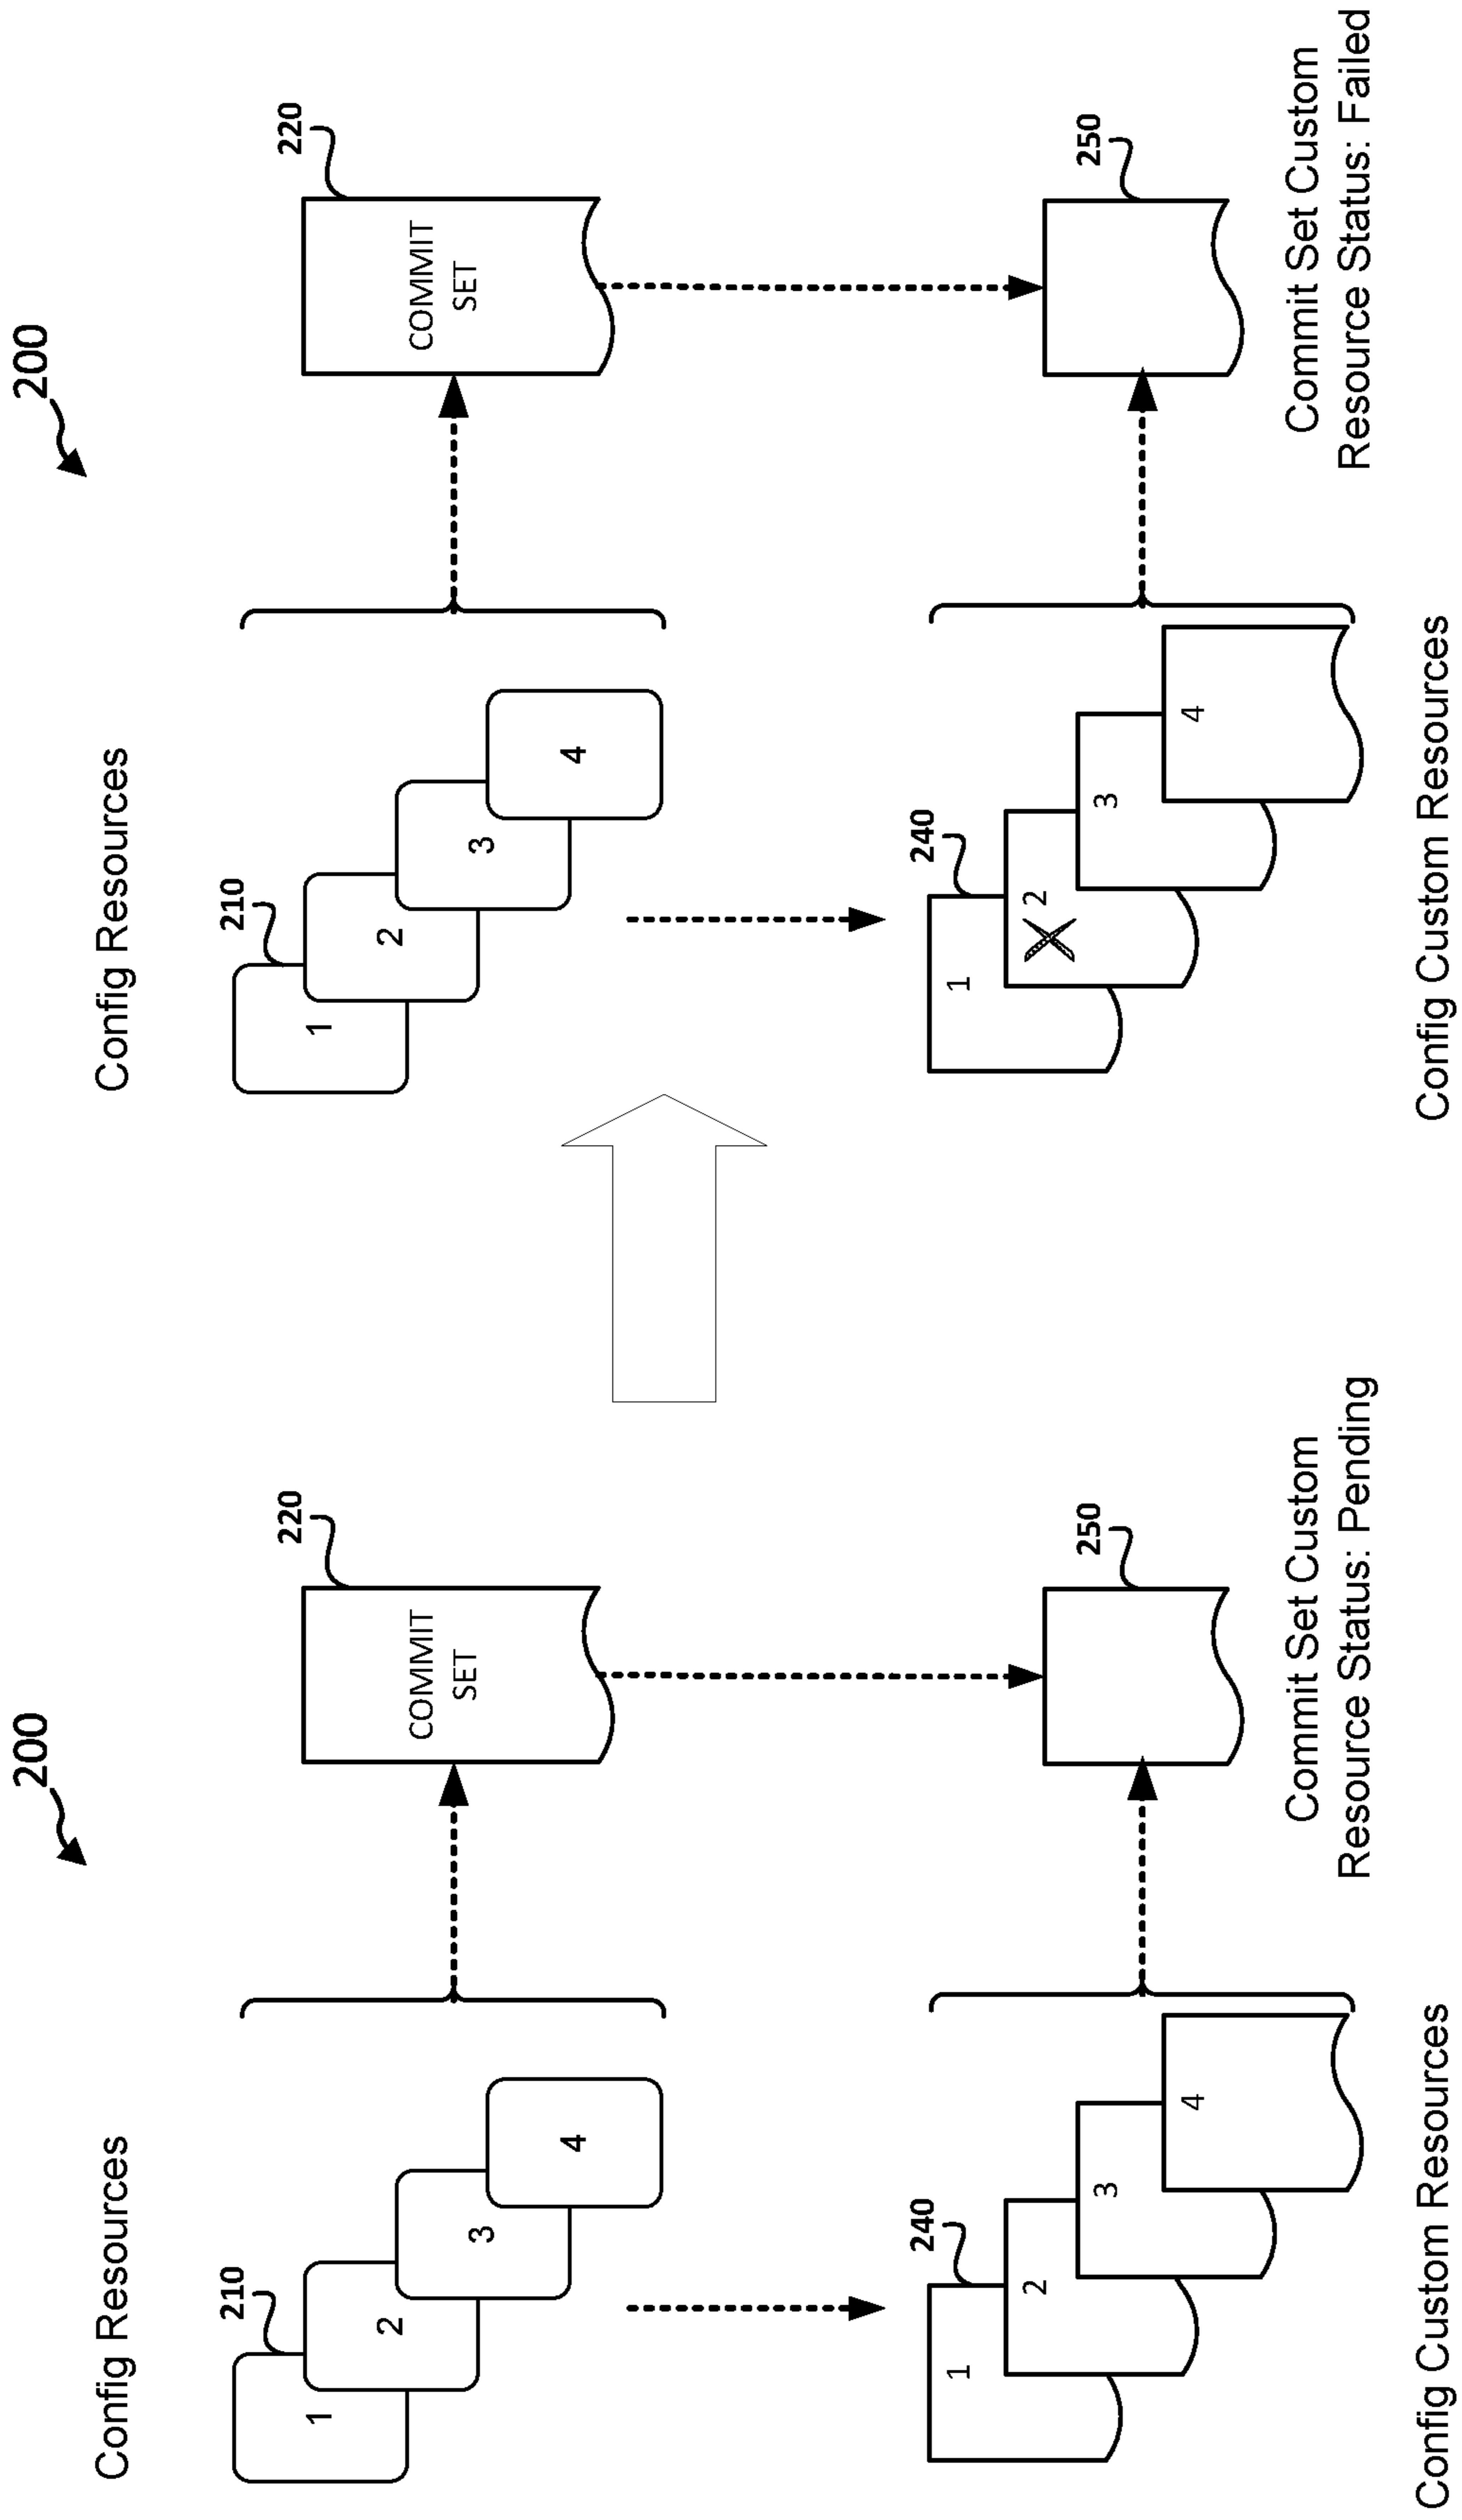 200
Config Resources
210
1
2
3
4
220
COMMIT
SET
240
1
2
3
4
250
Config Custom Resources
Commit Set Custom
Resource Status: Pending
200
Config Resources
210
1
2
3
4
220
COMMIT
SET
240
1
2
3
4
250
Config Custom Resources
Commit Set Custom
Resource Status: Failed